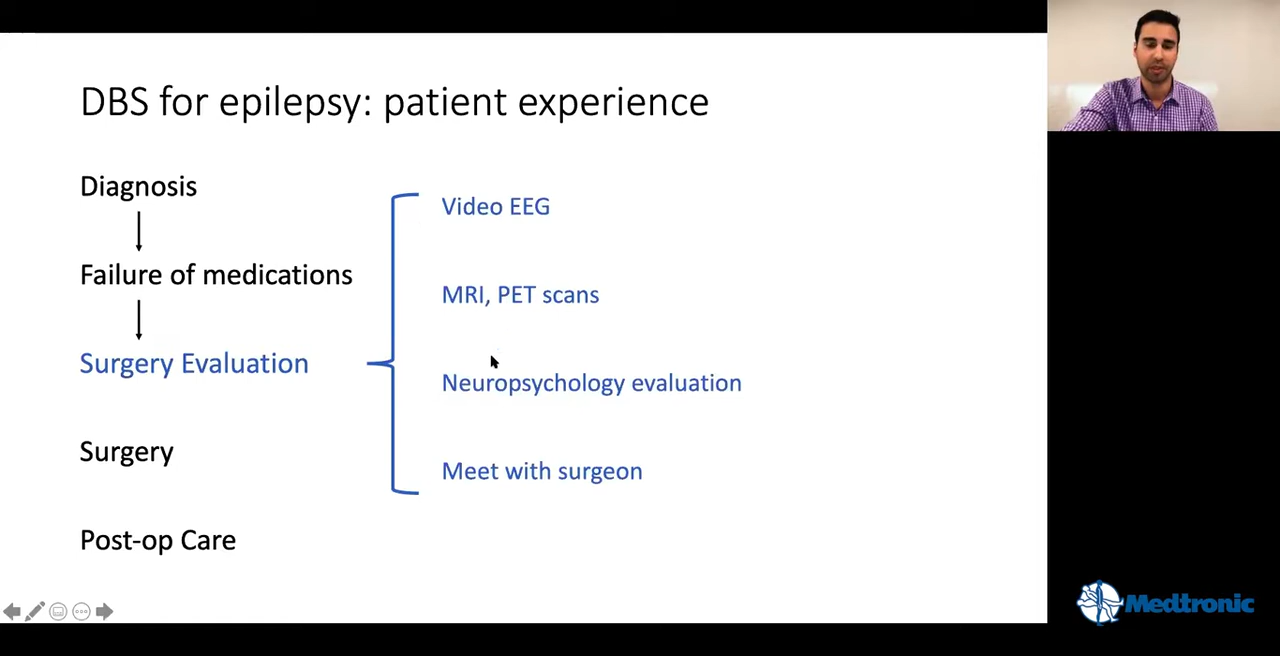 DBS for epilepsy: patient experience
Diagnosis
Failure of medications
Surgery Evaluation
Surgery
Post-op Care
Video EEG
MRI, PET scans
Neuropsychology evaluation
Meet with surgeon
Medtronic